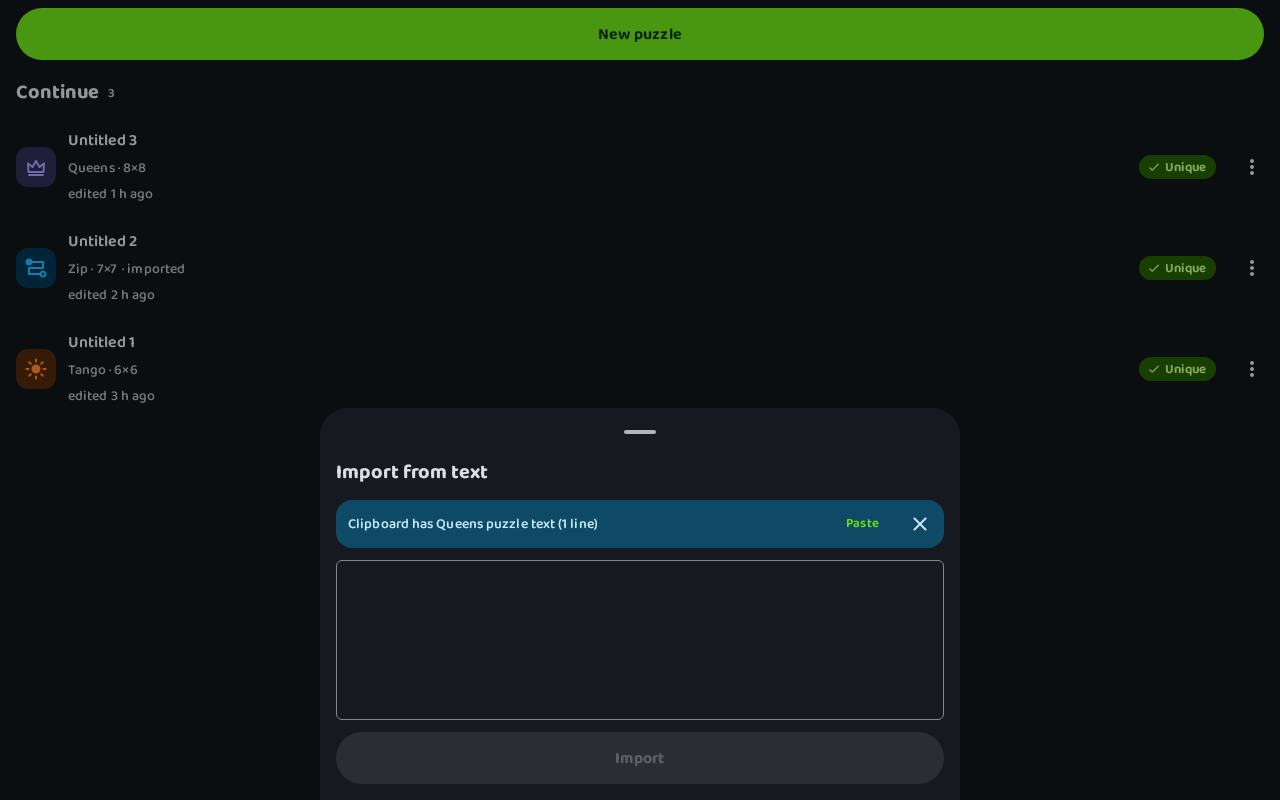 New puzzle
Continue 3
Untitled 3
Queens · 8×8
edited 1 h ago
Unique
Untitled 2
Zip · 7×7 · imported
edited 2 h ago
Unique
Untitled 1
Tango · 6×6
edited 3 h ago
Unique
Import from text
Clipboard has Queens puzzle text (1 line)
Paste
Import